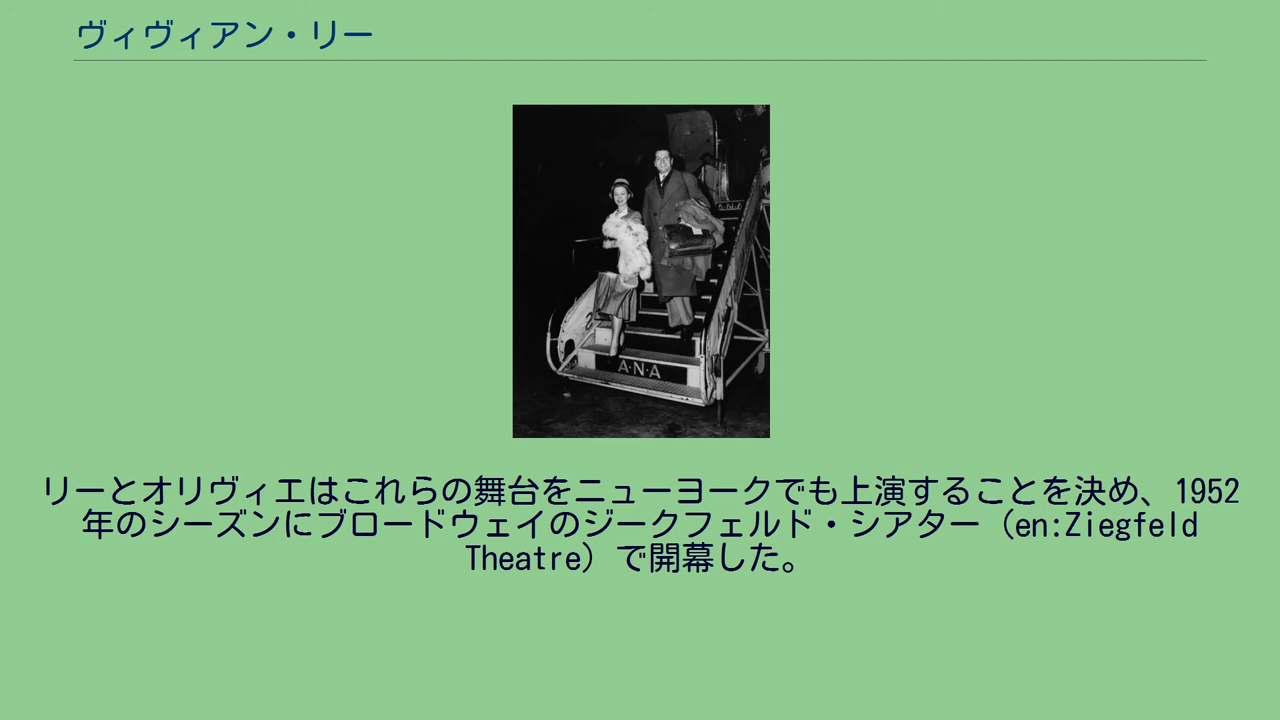 ヴィヴィアン・リー
A·N·A
リーとオリヴィエはこれらの舞台をニューヨークでも上演することを決め、1952
年のシーズンにブロードウェイのジークフェルド・シアター（en:Ziegfeld
Theatre）で開幕した。